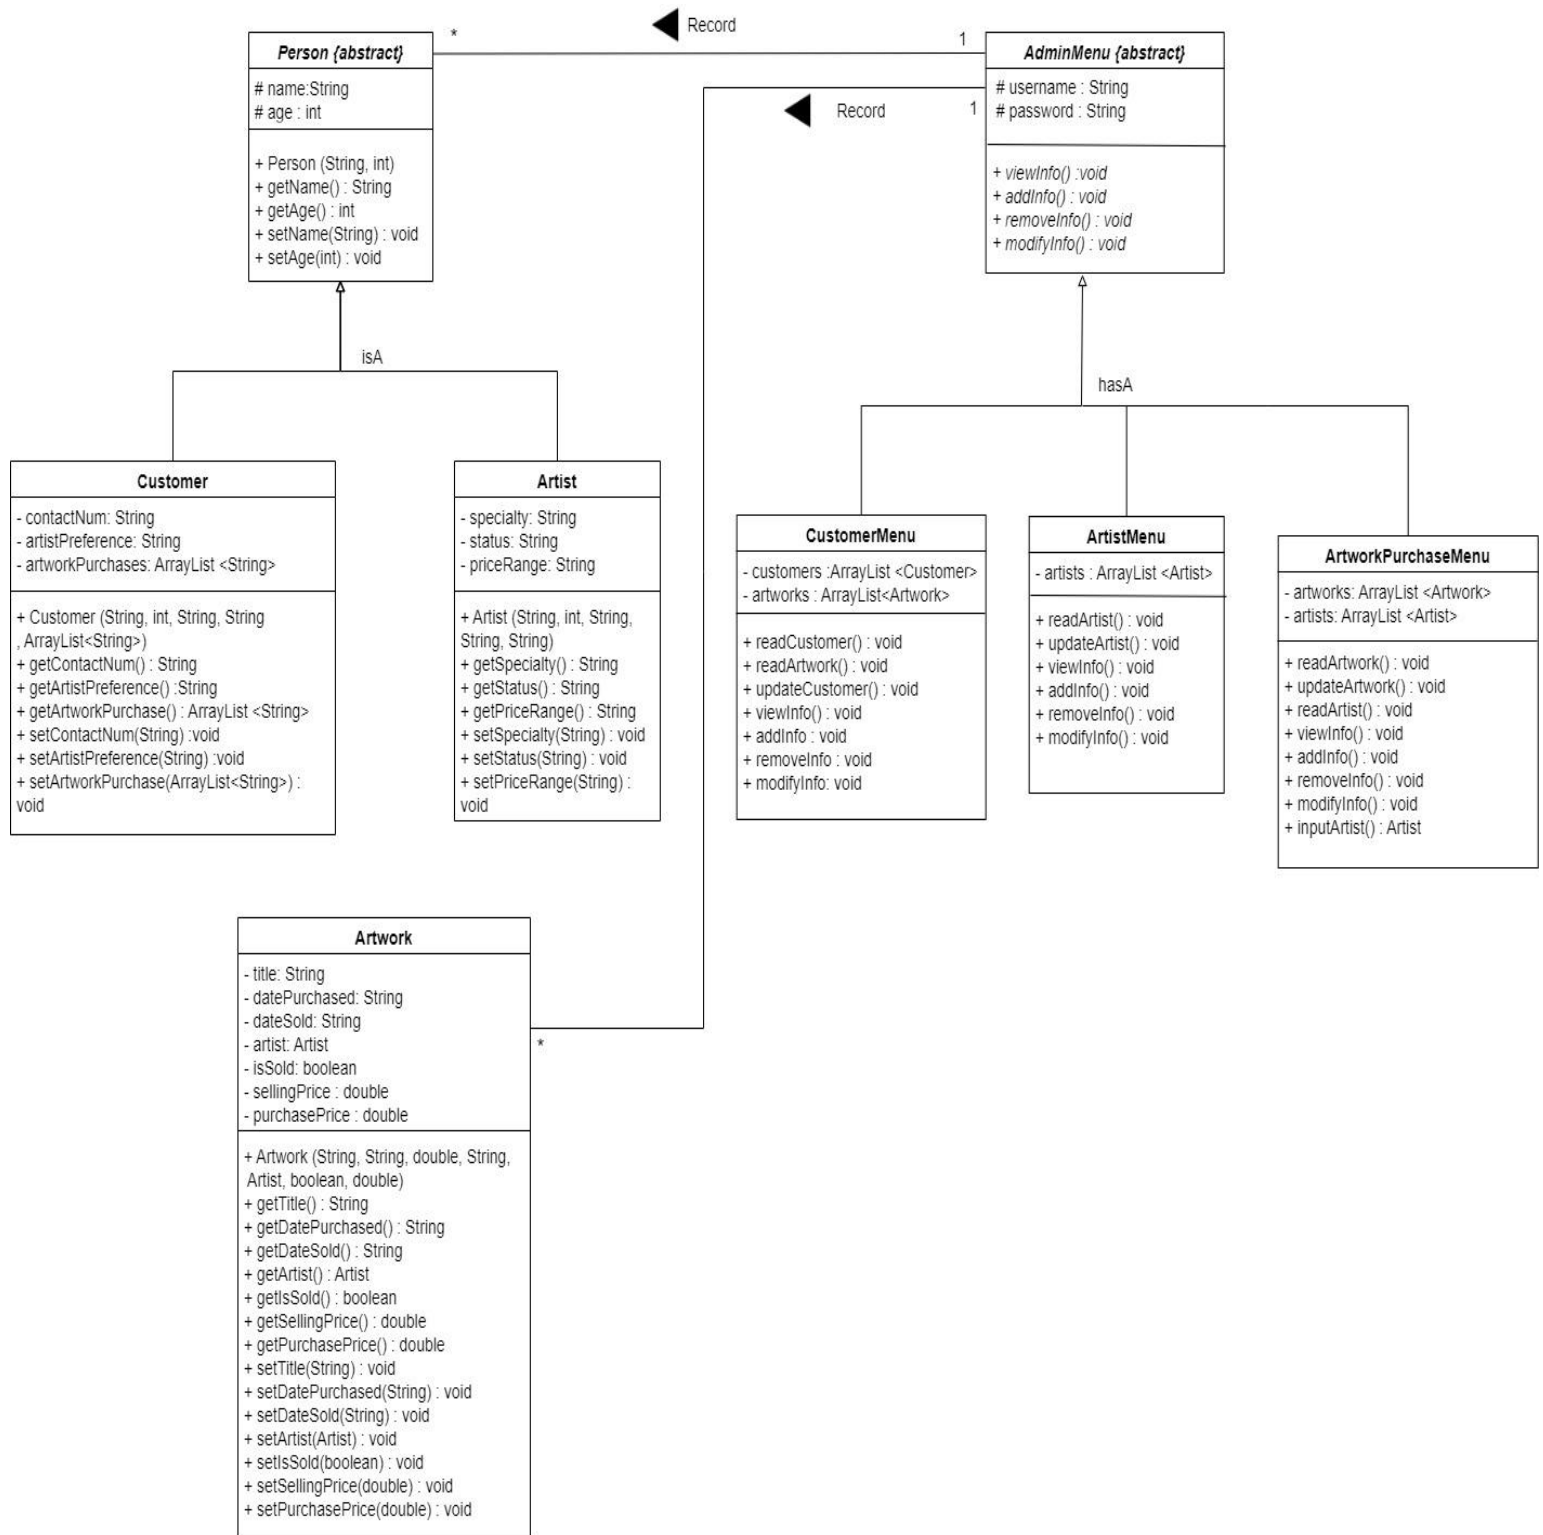 Record
*
1
Person {abstract}
# name:String
# age : int
+ Person (String, int)
+ getName() : String
+ getAge() : int
+ setName(String) : void
+ setAge(int) : void
AdminMenu {abstract}
# username : String
# password : String
+ viewInfo() :void
+ addInfo() : void
+ removeInfo() : void
+ modifyInfo() : void
Record
1
isA
hasA
Customer
- contactNum: String
- artistPreference: String
- artworkPurchases: ArrayList <String>
+ Customer (String, int, String, String
, ArrayList<String>)
+ getContactNum() : String
+ getArtistPreference() :String
+ getArtworkPurchase() : ArrayList <String>
+ setContactNum(String) :void
+ setArtistPreference(String) :void
+ setArtworkPurchase(ArrayList<String>) :
void
Artist
- specialty: String
- status: String
- priceRange: String
+ Artist (String, int, String,
String, String)
+ getSpecialty() : String
+ getStatus() : String
+ getPriceRange() : String
+ setSpecialty(String) : void
+ setStatus(String) : void
+ setPriceRange(String) :
void
CustomerMenu
- customers :ArrayList <Customer>
- artworks : ArrayList<Artwork>
+ readCustomer() : void
+ readArtwork() : void
+ updateCustomer() : void
+ viewInfo() : void
+ addInfo : void
+ removeInfo : void
+ modifyInfo: void
ArtistMenu
- artists : ArrayList <Artist>
+ readArtist() : void
+ updateArtist() : void
+ viewInfo() : void
+ addInfo() : void
+ removeInfo() : void
+ modifyInfo() : void
ArtworkPurchaseMenu
- artworks: ArrayList <Artwork>
- artists: ArrayList <Artist>
+ readArtwork() : void
+ updateArtwork() : void
+ readArtist() : void
+ viewInfo() : void
+ addInfo() : void
+ removeInfo() : void
+ modifyInfo() : void
+ inputArtist() : Artist
Artwork
- title: String
- datePurchased: String
- dateSold: String
- artist: Artist
- isSold: boolean
- sellingPrice : double
- purchasePrice : double
+ Artwork (String, String, double, String,
Artist, boolean, double)
+ getTitle() : String
+ getDatePurchased() : String
+ getDateSold() : String
+ getArtist() : Artist
+ getIsSold() : boolean
+ getSellingPrice() : double
+ getPurchasePrice() : double
+ setTitle(String) : void
+ setDatePurchased(String) : void
+ setDateSold(String) : void
+ setArtist(Artist) : void
+ setIsSold(boolean) : void
+ setSellingPrice(double) : void
+ setPurchasePrice(double) : void
*